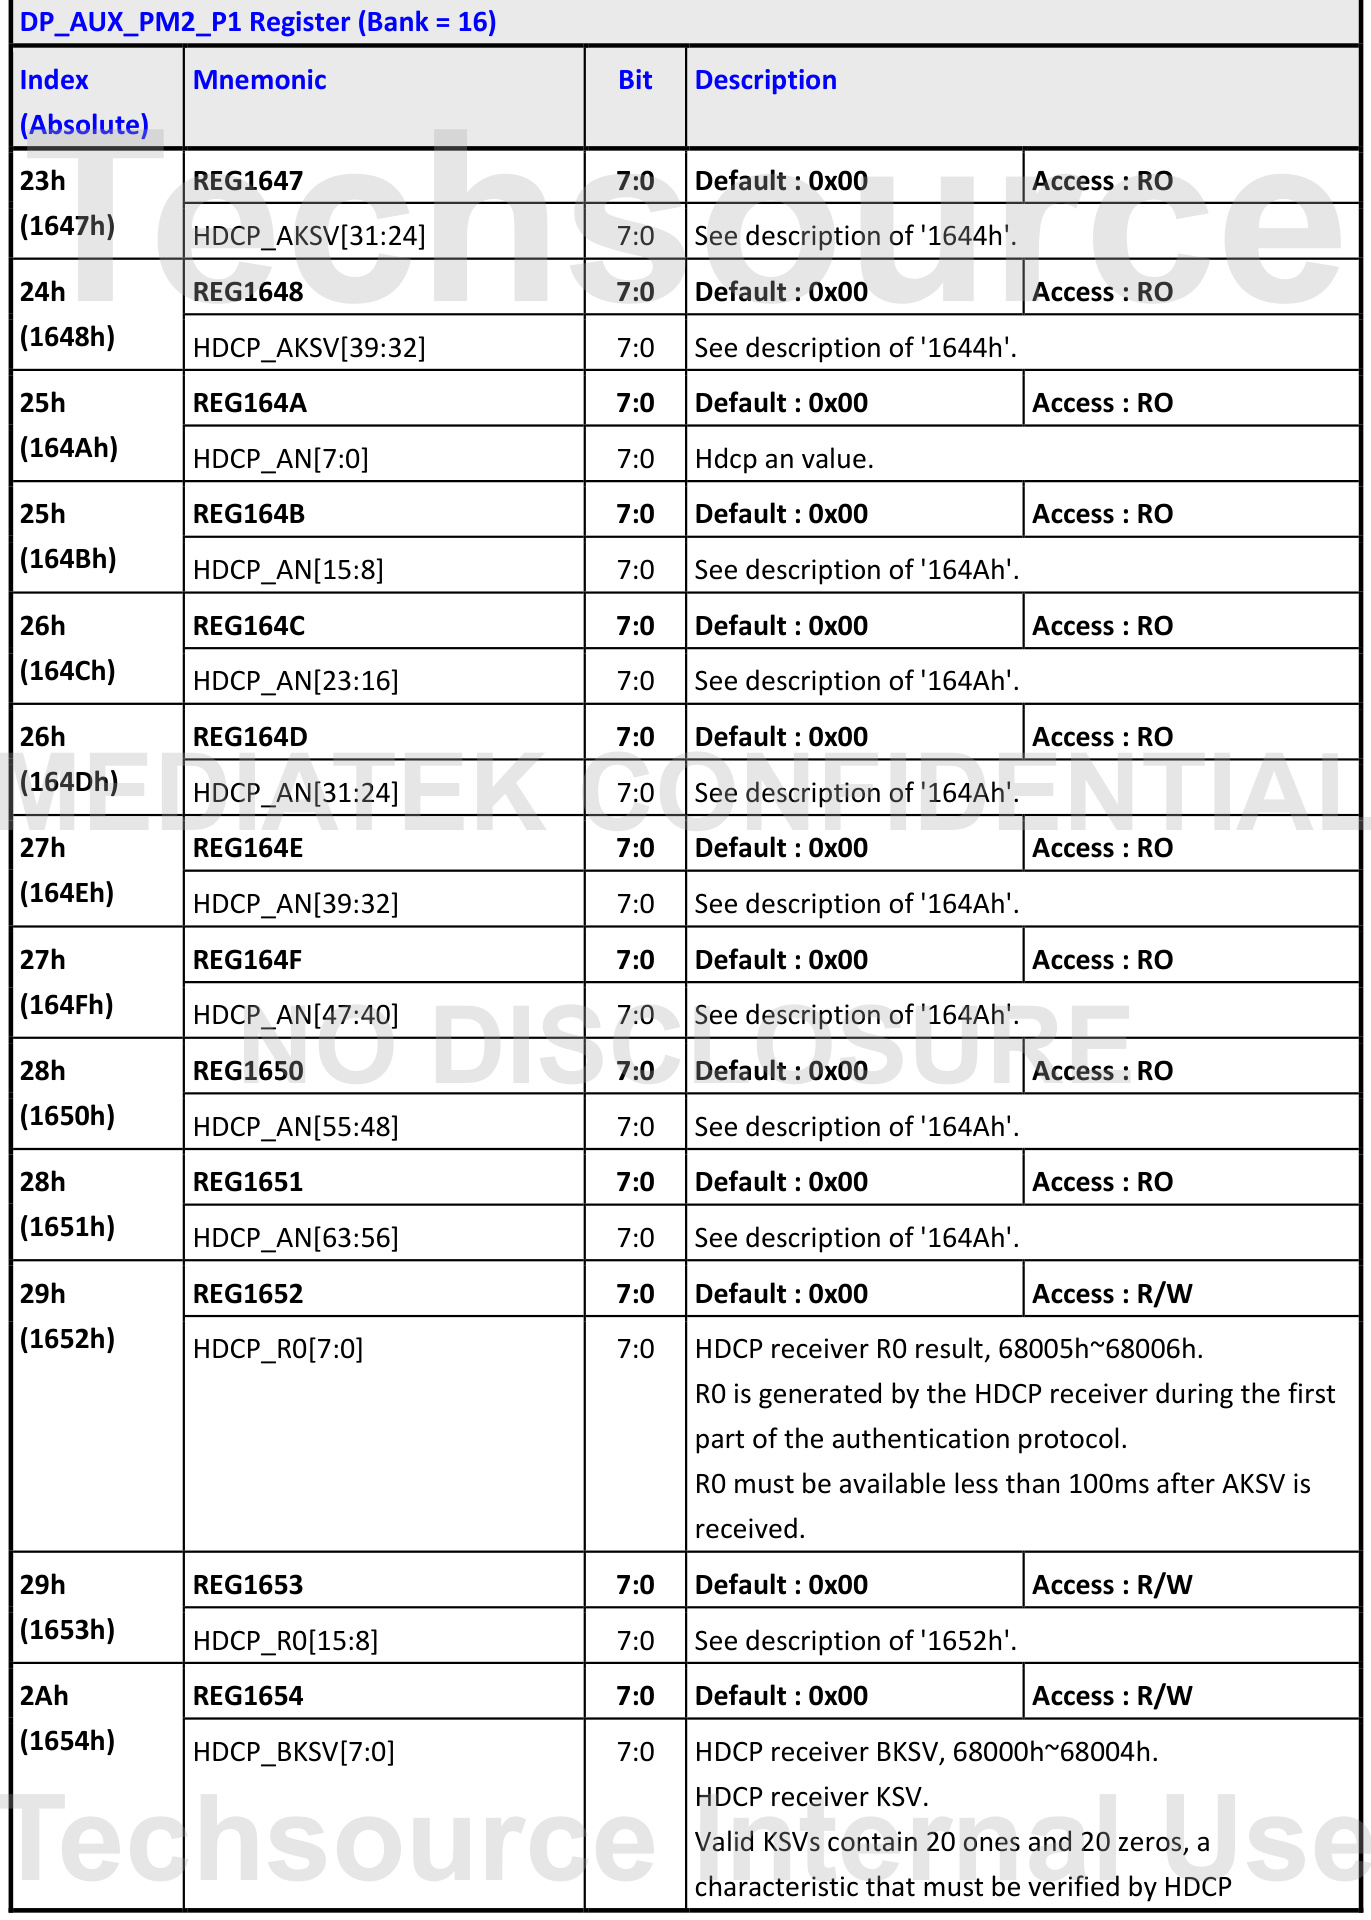 DP_AUX_PM2_P1 Register (Bank = 16)
Index (Absolute) Mnemonic Bit Description
23h (1647h) REG1647 7:0 Default : 0x00 Access : RO
HDCP_AKSV[31:24] 7:0 See description of '1644h'.
24h (1648h) REG1648 7:0 Default : 0x00 Access : RO
HDCP_AKSV[39:32] 7:0 See description of '1644h'.
25h (164Ah) REG164A 7:0 Default : 0x00 Access : RO
HDCP_AN[7:0] 7:0 Hdcp an value.
25h (164Bh) REG164B 7:0 Default : 0x00 Access : RO
HDCP_AN[15:8] 7:0 See description of '164Ah'.
26h (164Ch) REG164C 7:0 Default : 0x00 Access : RO
HDCP_AN[23:16] 7:0 See description of '164Ah'.
26h (164Dh) REG164D 7:0 Default : 0x00 Access : RO
HDCP_AN[31:24] 7:0 See description of '164Ah'.
27h (164Eh) REG164E 7:0 Default : 0x00 Access : RO
HDCP_AN[39:32] 7:0 See description of '164Ah'.
27h (164Fh) REG164F 7:0 Default : 0x00 Access : RO
HDCP_AN[47:40] 7:0 See description of '164Ah'.
28h (1650h) REG1650 7:0 Default : 0x00 Access : RO
HDCP_AN[55:48] 7:0 See description of '164Ah'.
28h (1651h) REG1651 7:0 Default : 0x00 Access : RO
HDCP_AN[63:56] 7:0 See description of '164Ah'.
29h (1652h) REG1652 7:0 Default : 0x00 Access : R/W
HDCP_R0[7:0] 7:0 HDCP receiver R0 result, 68005h~68006h.
R0 is generated by the HDCP receiver during the first
part of the authentication protocol.
R0 must be available less than 100ms after AKSV is
received.
29h (1653h) REG1653 7:0 Default : 0x00 Access : R/W
HDCP_R0[15:8] 7:0 See description of '1652h'.
2Ah (1654h) REG1654 7:0 Default : 0x00 Access : R/W
HDCP_BKSV[7:0] 7:0 HDCP receiver BKSV, 68000h~68004h.
HDCP receiver KSV.
Valid KSVs contain 20 ones and 20 zeros, a
characteristic that must be verified by HDCP
Techsource
MEDIATEK CONFIDENTIAL
NO DISCLOSURE
Techsource Internal Use